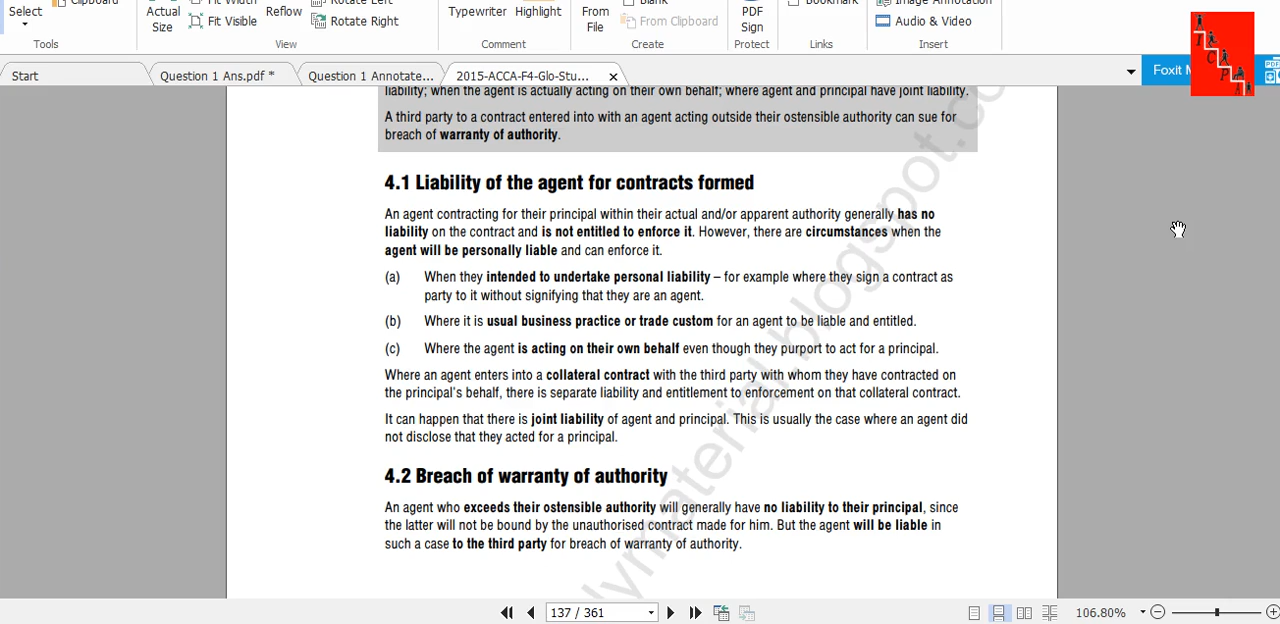 Select
Clipboard
Actual
Size
Fit Width
Fit Visible
Reflow
Rotate Left
Rotate Right
Typewriter
Highlight
From
File
Blank
From Clipboard
PDF
Sign
Bookmark
Image Annotation
Audio & Video
Tools
View
Comment
Create
Protect
Links
Insert
Start
Question 1 Ans.pdf *
Question 1 Annotate...
2015-ACCA-F4-Glo-Stu...
Foxit
I
C
P
A
PDF
liability; when the agent is actually acting on their own behalf; where agent and principal have joint liability.
A third party to a contract entered into with an agent acting outside their ostensible authority can sue for
breach of warranty of authority.
4.1 Liability of the agent for contracts formed
An agent contracting for their principal within their actual and/or apparent authority generally has no
liability on the contract and is not entitled to enforce it. However, there are circumstances when the
agent will be personally liable and can enforce it.
(a) When they intended to undertake personal liability – for example where they sign a contract as
party to it without signifying that they are an agent.
(b) Where it is usual business practice or trade custom for an agent to be liable and entitled.
(c) Where the agent is acting on their own behalf even though they purport to act for a principal.
Where an agent enters into a collateral contract with the third party with whom they have contracted on
the principal's behalf, there is separate liability and entitlement to enforcement on that collateral contract.
It can happen that there is joint liability of agent and principal. This is usually the case where an agent did
not disclose that they acted for a principal.
4.2 Breach of warranty of authority
An agent who exceeds their ostensible authority will generally have no liability to their principal, since
the latter will not be bound by the unauthorised contract made for him. But the agent will be liable in
such a case to the third party for breach of warranty of authority.
lymaterial.blogspot.co
137 / 361
106.80%